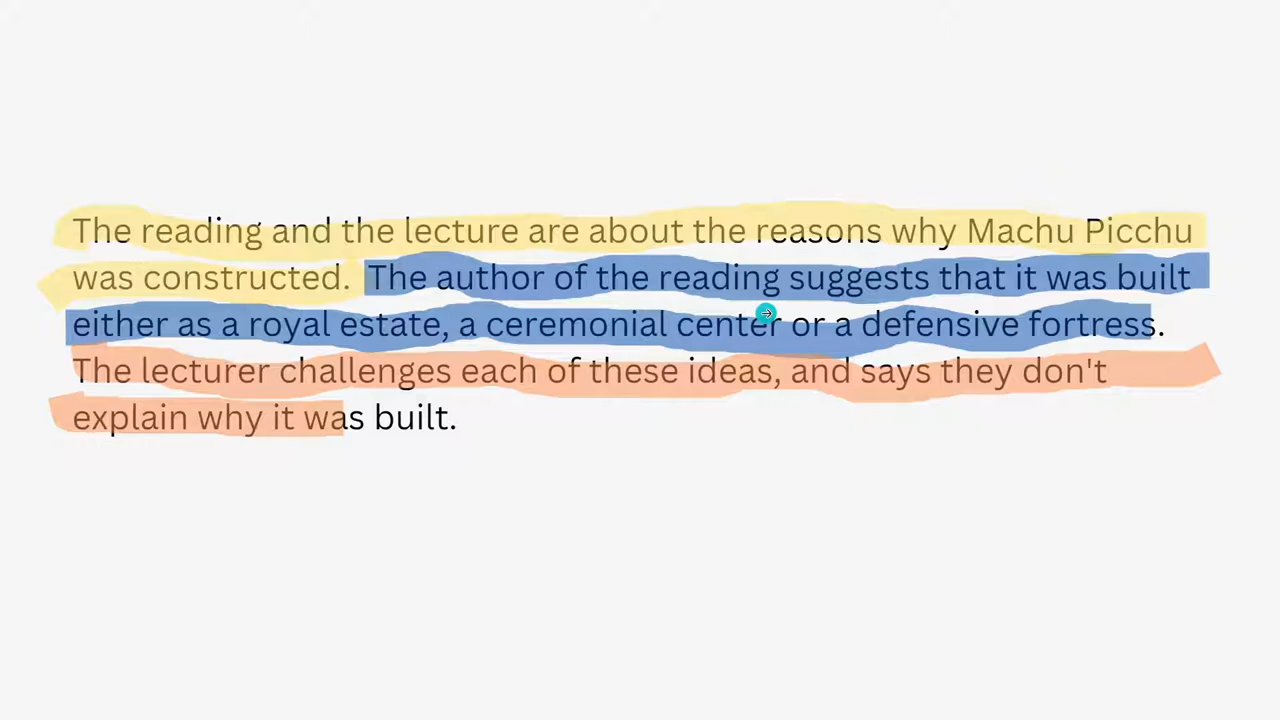 The reading and the lecture are about the reasons why Machu Picchu
was constructed. The author of the reading suggests that it was built
either as a royal estate, a ceremonial center or a defensive fortress.
The lecturer challenges each of these ideas, and says they don't
explain why it was built.